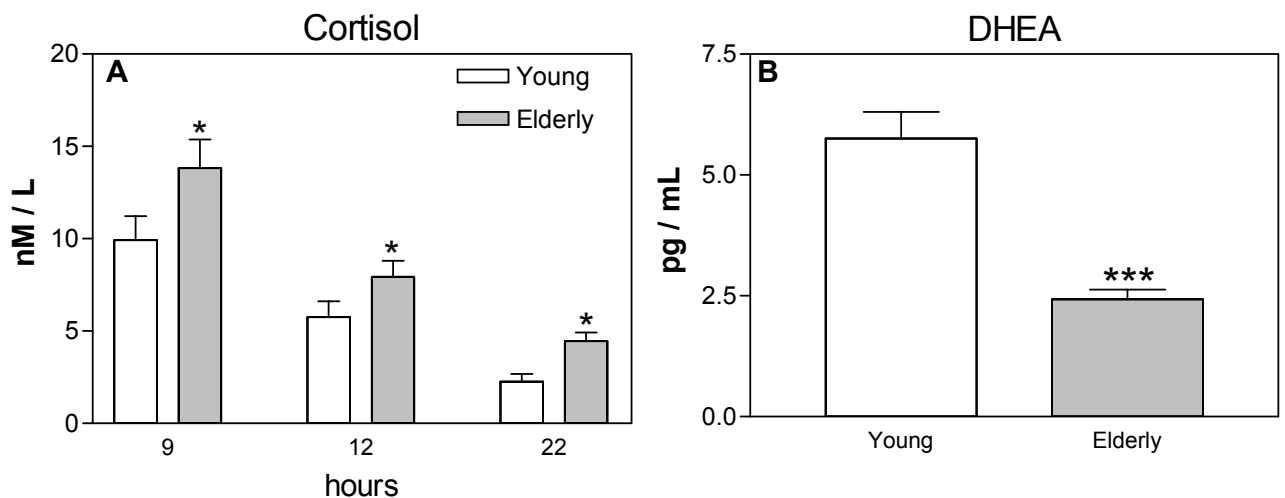 Cortisol
A
Young
Elderly
nM / L
20
15
10
5
0
*
*
*
9
12
22
hours
DHEA
B
pg / mL
7.5
5.0
2.5
0.0
***
Young
Elderly